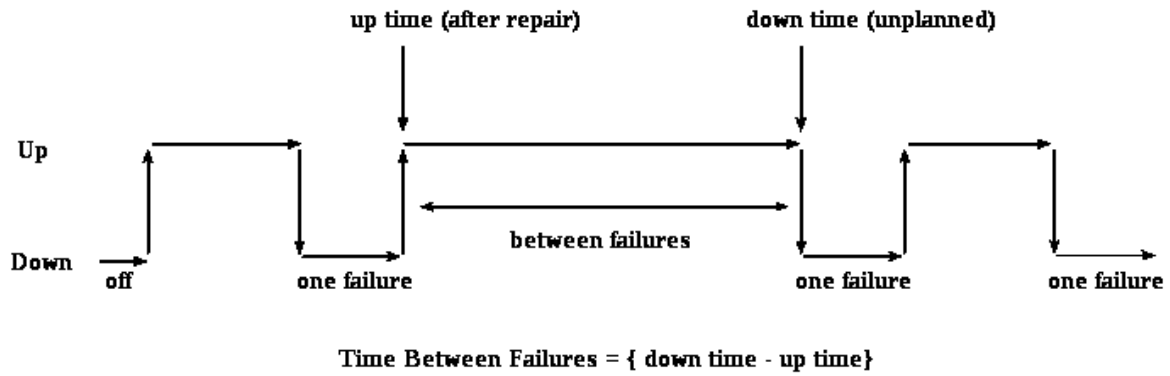 up time (after repair)
down time (unplanned)
Up
between failures
Down
off
one failure
one failure
one failure
Time Between Failures = { down time - up time}